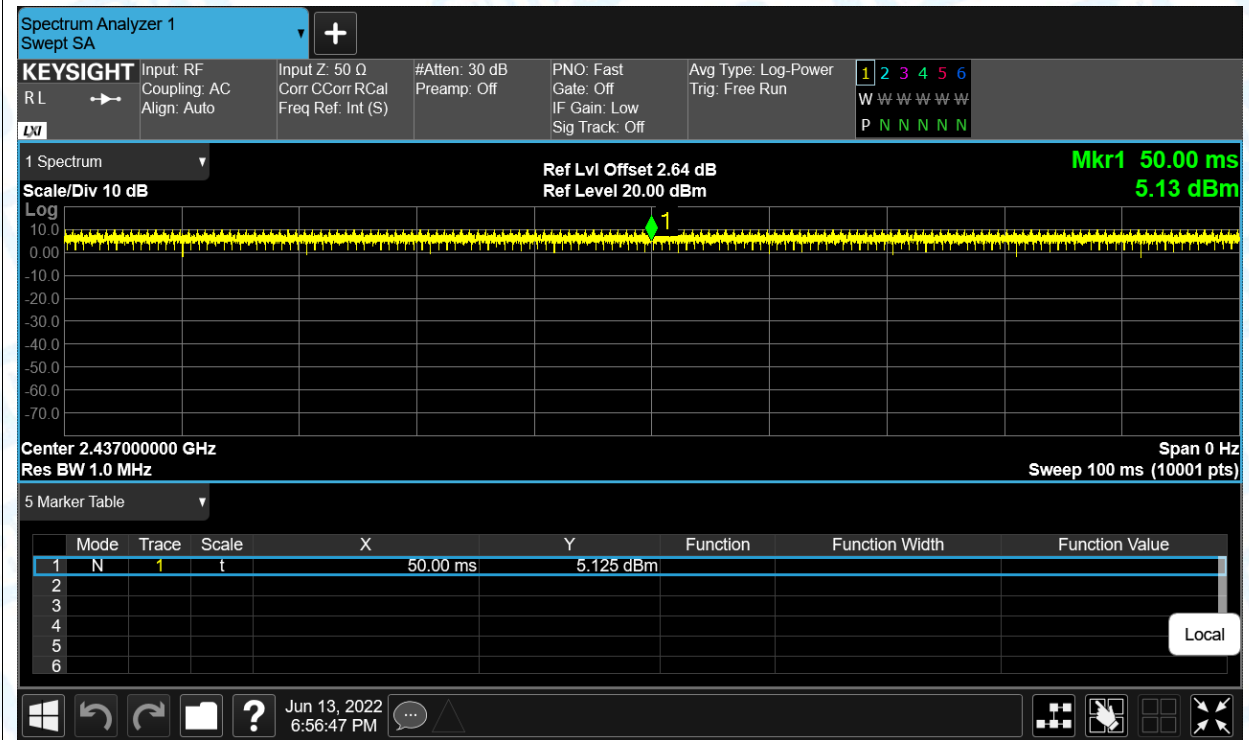 Spectrum Analyzer 1
Swept SA
KEYSIGHT Input: RF Input Z: 50 Ω #Atten: 30 dB PNO: Fast Avg Type: Log-Power 1 2 3 4 5 6
R L Coupling: AC Corr CCorr RCal Preamp: Off Gate: Off Trig: Free Run W W W W W W
Align: Auto Freq Ref: Int (S) IF Gain: Low
LXI Sig Track: Off P N N N N N
1 Spectrum Ref Lvl Offset 2.64 dB Mkr1 50.00 ms
Scale/Div 10 dB Ref Level 20.00 dBm 5.13 dBm
Log
1
10.0
0.00
-10.0
-20.0
-30.0
-40.0
-50.0
-60.0
-70.0
Center 2.437000000 GHz Span 0 Hz
Res BW 1.0 MHz Sweep 100 ms (10001 pts)
5 Marker Table
Mode Trace Scale X Y Function Function Width Function Value
1 N 1 t 50.00 ms 5.125 dBm
2
3
4
5
6
Local
? Jun 13, 2022
6:56:47 PM